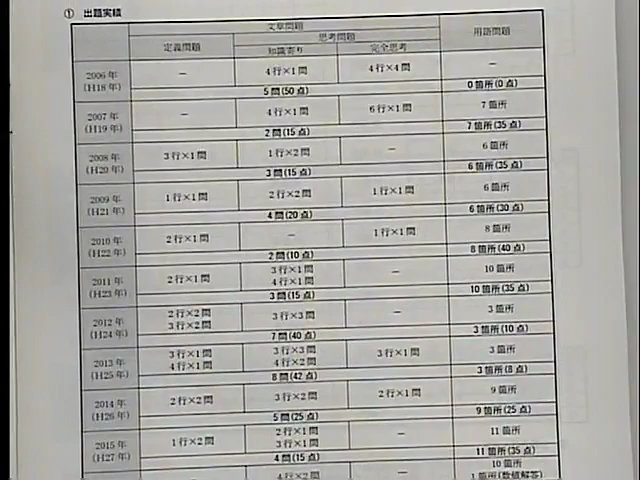 ① 出題実績
文章問題
用語問題
定義問題
思考問題
知識寄り
完全思考
2006年
(H18年)
－
4行×1問
4行×4問
－
5問(50点)
0箇所(0点)
2007年
(H19年)
－
4行×1問
6行×1問
7箇所
2問(15点)
7箇所(35点)
2008年
(H20年)
3行×1問
1行×2問
－
6箇所
3問(15点)
6箇所(35点)
2009年
(H21年)
1行×1問
2行×2問
1行×1問
6箇所
4問(20点)
6箇所(30点)
2010年
(H22年)
2行×1問
－
1行×1問
8箇所
2問(10点)
8箇所(40点)
2011年
(H23年)
2行×1問
3行×1問
4行×1問
－
10箇所
3問(15点)
10箇所(35点)
2012年
(H24年)
2行×2問
3行×2問
3行×3問
－
3箇所
7問(40点)
3箇所(10点)
2013年
(H25年)
3行×1問
4行×1問
3行×3問
4行×2問
3行×1問
3箇所
8問(42点)
3箇所(8点)
2014年
(H26年)
2行×2問
3行×2問
2行×1問
9箇所
5問(25点)
9箇所(25点)
2015年
(H27年)
1行×2問
2行×1問
3行×1問
－
11箇所
4問(15点)
11箇所(35点)
4行×2問
－
10箇所
1箇所(数値解答)